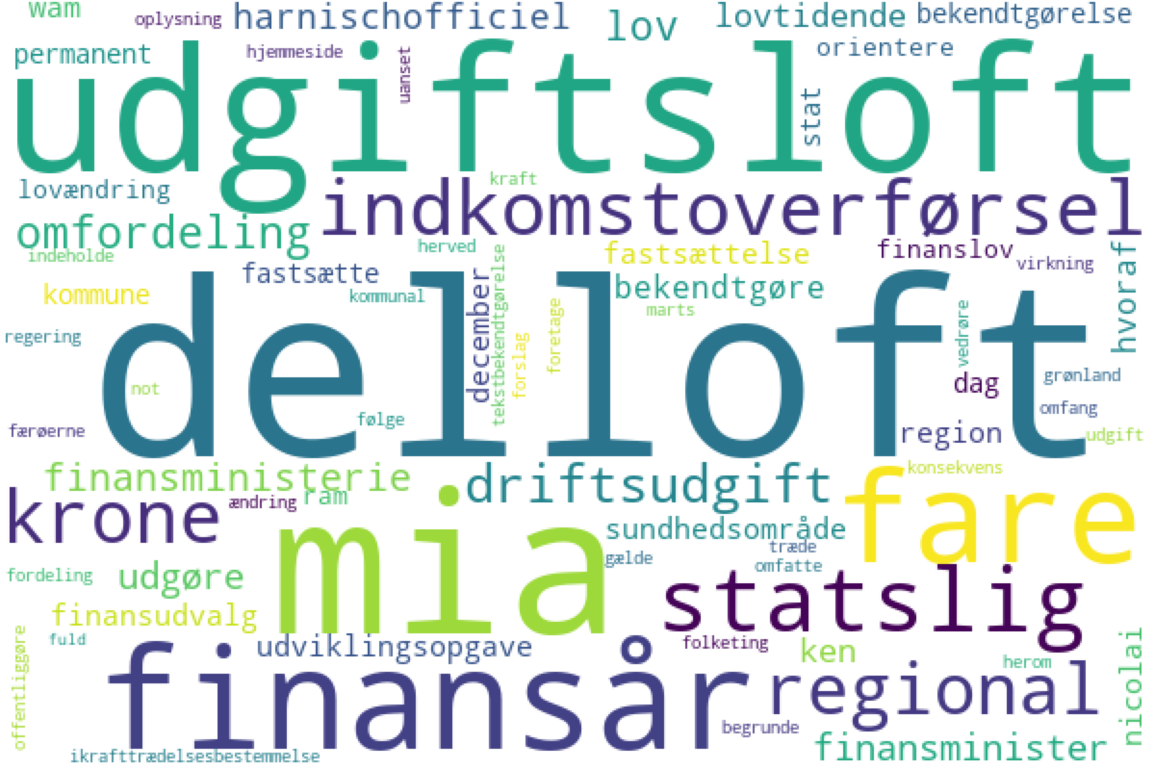 wam oplysning harnischofficiel lov lovtidende bekendtgørelse
permanent hjemmeside uanset stat orientere
udgiftsloft
lovændring kraft
indkomstoverførsel
omfordeling herved fastsættelse finanslov
indeholde fastsætte virkning
kommune kommunal december tekstbekendtgørelse bekendtgøre hvoraf
regering forslag foretage marts vedrøre
delloft
not dag grønland
færøerne følge region omfang udgift
finansministerie driftsudgift konsekvens
krone ændring ram fare
mia sundhedsområde
fordeling udgøre gælde træde omfatte
finansudvalg statslig
offentliggøre fuld udviklingsopgave folketing ken herom nicolai
finansår regional
begrunde finansminister
ikrafttrædelsesbestemmelse